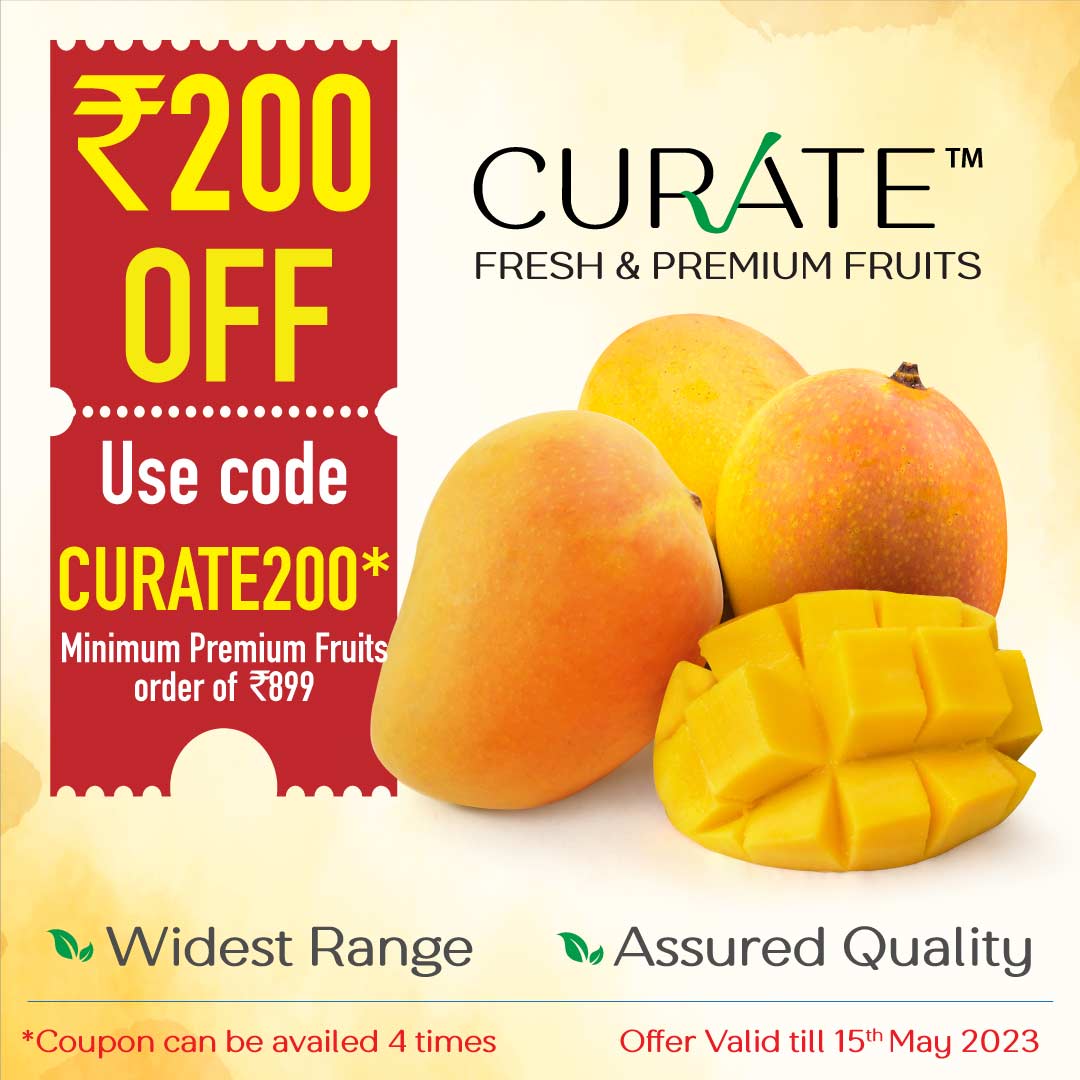 ₹200
OFF
Use code
CURATE200*
Minimum Premium Fruits
order of ₹899
CURATE™
FRESH & PREMIUM FRUITS
Widest Range
Assured Quality
*Coupon can be availed 4 times
Offer Valid till 15th May 2023